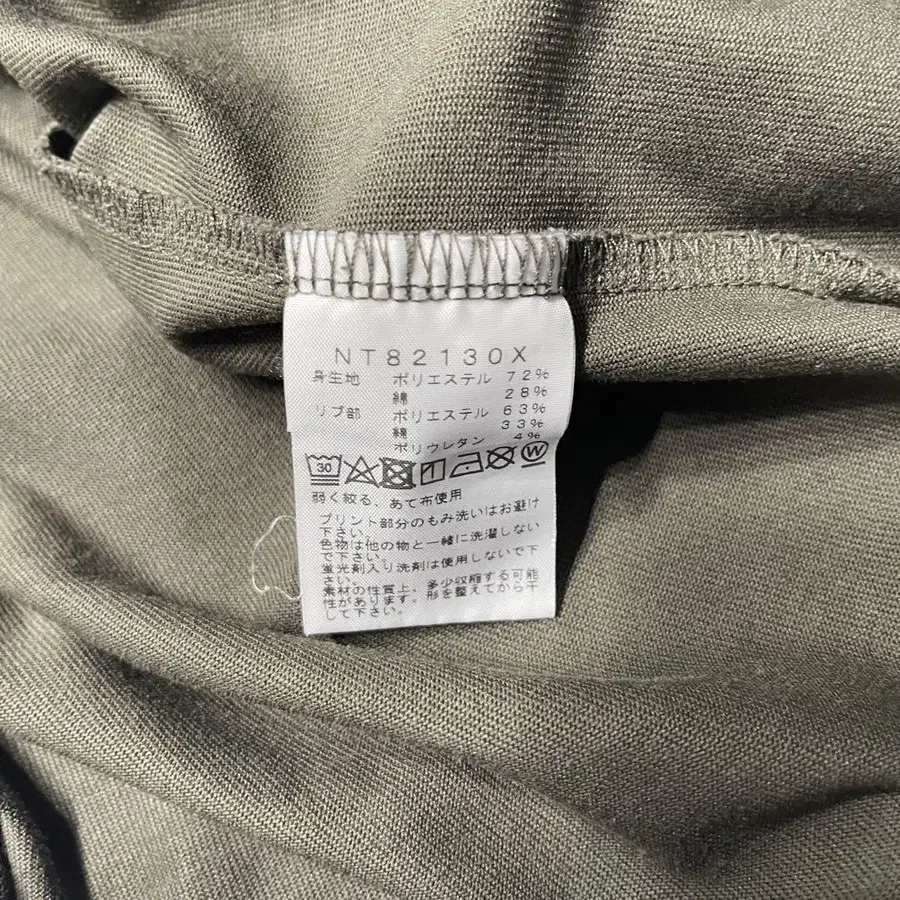 NT82130X
身生地 ポリエステル 72%
綿 28%
リブ部 ポリエステル 63%
綿 33%
ポリウレタン 4%
30 W
弱く絞る、あて布使用
プリント部分のもみ洗いはお避け
下さい。
色物は他の物と一緒に洗濯しない
で下さい。
蛍光剤入り洗剤は使用しないで下
さい。
素材の性質上、多少収縮する可能
性があります。形を整えてから干
して下さい。